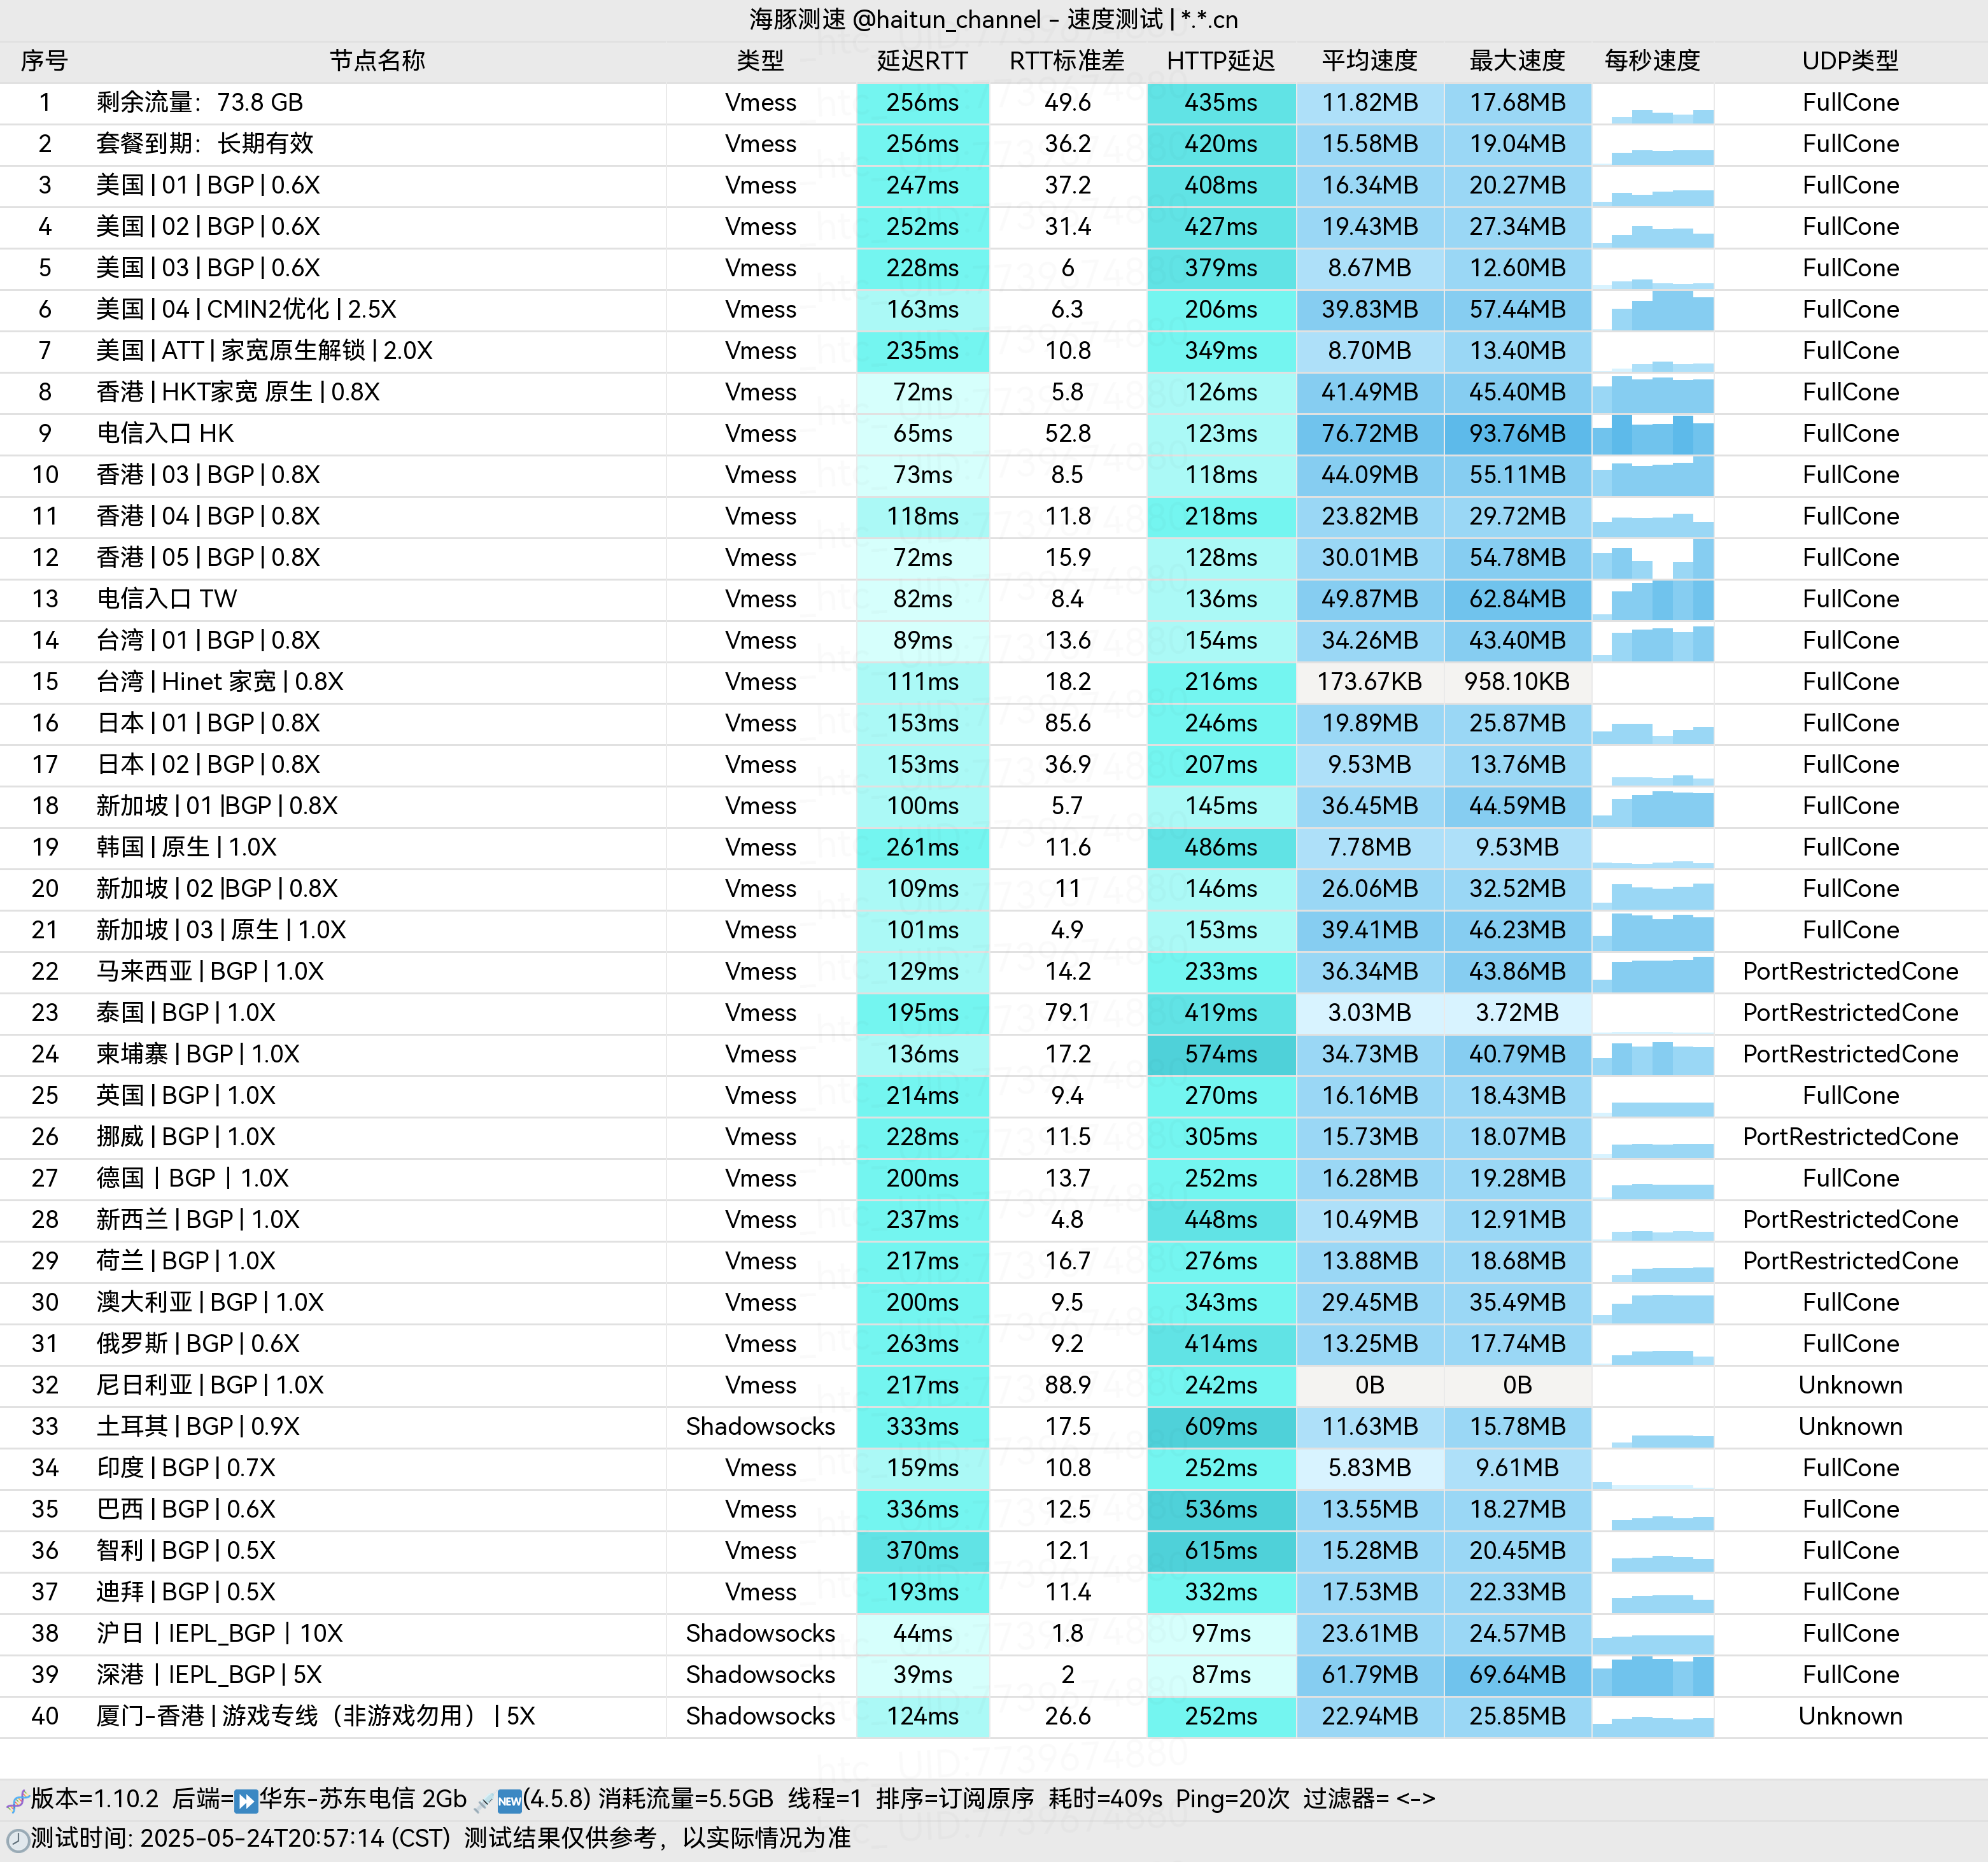 海豚测速 @haitun_channel - 速度测试 | *.*.cn
序号 节点名称 类型 延迟RTT RTT标准差 HTTP延迟 平均速度 最大速度 每秒速度 UDP类型
1 剩余流量：73.8 GB Vmess 256ms 49.6 435ms 11.82MB 17.68MB FullCone
2 套餐到期：长期有效 Vmess 256ms 36.2 420ms 15.58MB 19.04MB FullCone
3 美国 | 01 | BGP | 0.6X Vmess 247ms 37.2 408ms 16.34MB 20.27MB FullCone
4 美国 | 02 | BGP | 0.6X Vmess 252ms 31.4 427ms 19.43MB 27.34MB FullCone
5 美国 | 03 | BGP | 0.6X Vmess 228ms 6 379ms 8.67MB 12.60MB FullCone
6 美国 | 04 | CMIN2优化 | 2.5X Vmess 163ms 6.3 206ms 39.83MB 57.44MB FullCone
7 美国 | ATT | 家宽原生解锁 | 2.0X Vmess 235ms 10.8 349ms 8.70MB 13.40MB FullCone
8 香港 | HKT家宽 原生 | 0.8X Vmess 72ms 5.8 126ms 41.49MB 45.40MB FullCone
9 电信入口 HK Vmess 65ms 52.8 123ms 76.72MB 93.76MB FullCone
10 香港 | 03 | BGP | 0.8X Vmess 73ms 8.5 118ms 44.09MB 55.11MB FullCone
11 香港 | 04 | BGP | 0.8X Vmess 118ms 11.8 218ms 23.82MB 29.72MB FullCone
12 香港 | 05 | BGP | 0.8X Vmess 72ms 15.9 128ms 30.01MB 54.78MB FullCone
13 电信入口 TW Vmess 82ms 8.4 136ms 49.87MB 62.84MB FullCone
14 台湾 | 01 | BGP | 0.8X Vmess 89ms 13.6 154ms 34.26MB 43.40MB FullCone
15 台湾 | Hinet 家宽 | 0.8X Vmess 111ms 18.2 216ms 173.67KB 958.10KB FullCone
16 日本 | 01 | BGP | 0.8X Vmess 153ms 85.6 246ms 19.89MB 25.87MB FullCone
17 日本 | 02 | BGP | 0.8X Vmess 153ms 36.9 207ms 9.53MB 13.76MB FullCone
18 新加坡 | 01 |BGP | 0.8X Vmess 100ms 5.7 145ms 36.45MB 44.59MB FullCone
19 韩国 | 原生 | 1.0X Vmess 261ms 11.6 486ms 7.78MB 9.53MB FullCone
20 新加坡 | 02 |BGP | 0.8X Vmess 109ms 11 146ms 26.06MB 32.52MB FullCone
21 新加坡 | 03 | 原生 | 1.0X Vmess 101ms 4.9 153ms 39.41MB 46.23MB FullCone
22 马来西亚 | BGP | 1.0X Vmess 129ms 14.2 233ms 36.34MB 43.86MB PortRestrictedCone
23 泰国 | BGP | 1.0X Vmess 195ms 79.1 419ms 3.03MB 3.72MB PortRestrictedCone
24 柬埔寨 | BGP | 1.0X Vmess 136ms 17.2 574ms 34.73MB 40.79MB PortRestrictedCone
25 英国 | BGP | 1.0X Vmess 214ms 9.4 270ms 16.16MB 18.43MB FullCone
26 挪威 | BGP | 1.0X Vmess 228ms 11.5 305ms 15.73MB 18.07MB PortRestrictedCone
27 德国｜BGP｜1.0X Vmess 200ms 13.7 252ms 16.28MB 19.28MB FullCone
28 新西兰 | BGP | 1.0X Vmess 237ms 4.8 448ms 10.49MB 12.91MB PortRestrictedCone
29 荷兰 | BGP | 1.0X Vmess 217ms 16.7 276ms 13.88MB 18.68MB PortRestrictedCone
30 澳大利亚 | BGP | 1.0X Vmess 200ms 9.5 343ms 29.45MB 35.49MB FullCone
31 俄罗斯 | BGP | 0.6X Vmess 263ms 9.2 414ms 13.25MB 17.74MB FullCone
32 尼日利亚 | BGP | 1.0X Vmess 217ms 88.9 242ms 0B 0B Unknown
33 土耳其 | BGP | 0.9X Shadowsocks 333ms 17.5 609ms 11.63MB 15.78MB Unknown
34 印度 | BGP | 0.7X Vmess 159ms 10.8 252ms 5.83MB 9.61MB FullCone
35 巴西 | BGP | 0.6X Vmess 336ms 12.5 536ms 13.55MB 18.27MB FullCone
36 智利 | BGP | 0.5X Vmess 370ms 12.1 615ms 15.28MB 20.45MB FullCone
37 迪拜 | BGP | 0.5X Vmess 193ms 11.4 332ms 17.53MB 22.33MB FullCone
38 沪日｜IEPL_BGP｜10X Shadowsocks 44ms 1.8 97ms 23.61MB 24.57MB FullCone
39 深港｜IEPL_BGP | 5X Shadowsocks 39ms 2 87ms 61.79MB 69.64MB FullCone
40 厦门-香港 | 游戏专线（非游戏勿用） | 5X Shadowsocks 124ms 26.6 252ms 22.94MB 25.85MB Unknown
版本=1.10.2 后端=⏩华东-苏东电信 2Gb 🆕(4.5.8) 消耗流量=5.5GB 线程=1 排序=订阅原序 耗时=409s Ping=20次 过滤器= <->
测试时间: 2025-05-24T20:57:14 (CST) 测试结果仅供参考，以实际情况为准